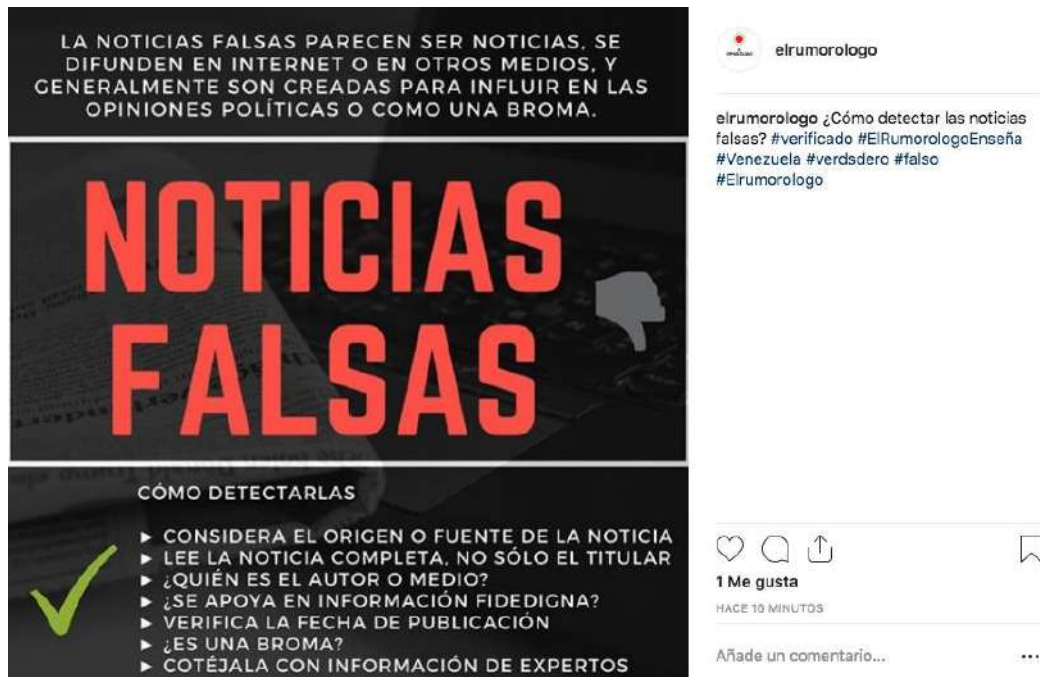 LA NOTICIAS FALSAS PARECEN SER NOTICIAS, SE
DIFUNDEN EN INTERNET O EN OTROS MEDIOS, Y
GENERALMENTE SON CREADAS PARA INFLUIR EN LAS
OPINIONES POLÍTICAS O COMO UNA BROMA.
NOTICIAS
FALSAS
CÓMO DETECTARLAS
► CONSIDERA EL ORIGEN O FUENTE DE LA NOTICIA
► LEE LA NOTICIA COMPLETA, NO SÓLO EL TITULAR
► ¿QUIÉN ES EL AUTOR O MEDIO?
► ¿SE APOYA EN INFORMACIÓN FIDEDIGNA?
► VERIFICA LA FECHA DE PUBLICACIÓN
► ¿ES UNA BROMA?
► COTÉJALA CON INFORMACIÓN DE EXPERTOS
elrumorologo
elrumorologo ¿Cómo detectar las noticias
falsas? #verificado #ElRumorologoEnseña
#Venezuela #verdsdero #falso
#Elrumorologo
1 Me gusta
HACE 16 MINUTOS
Añade un comentario...